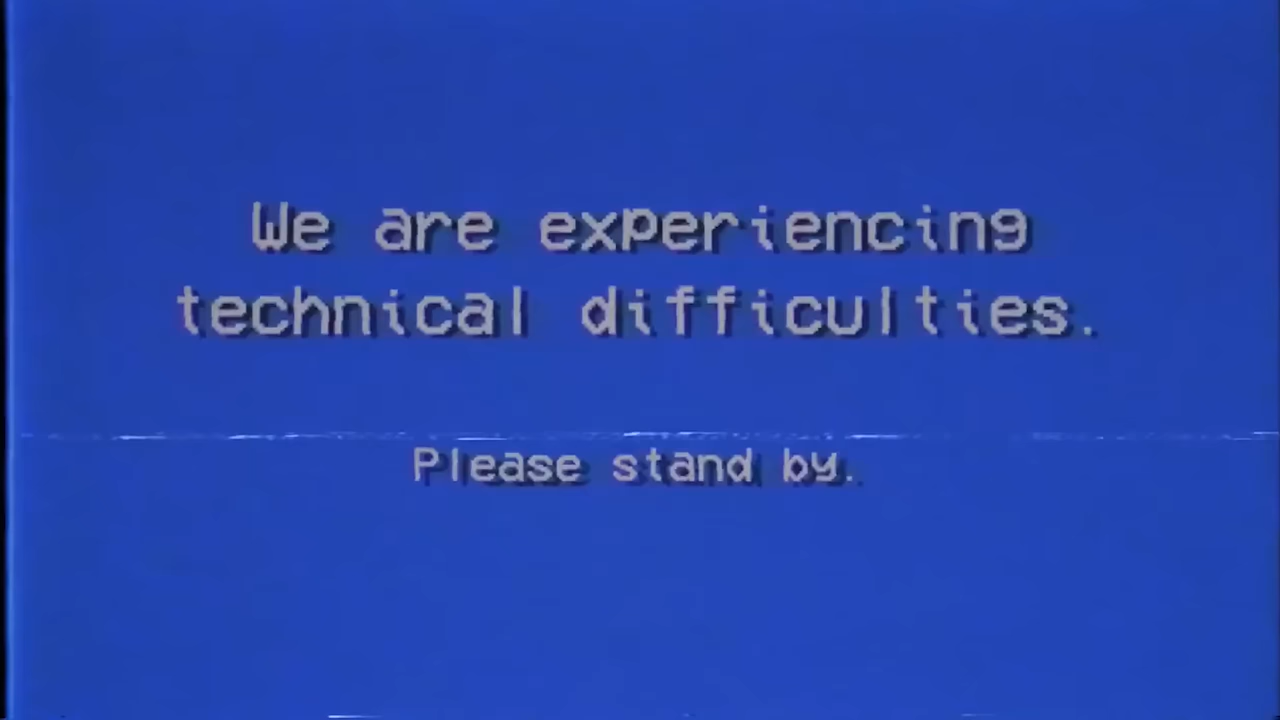 We are experiencing
technical difficulties.
Please stand by.